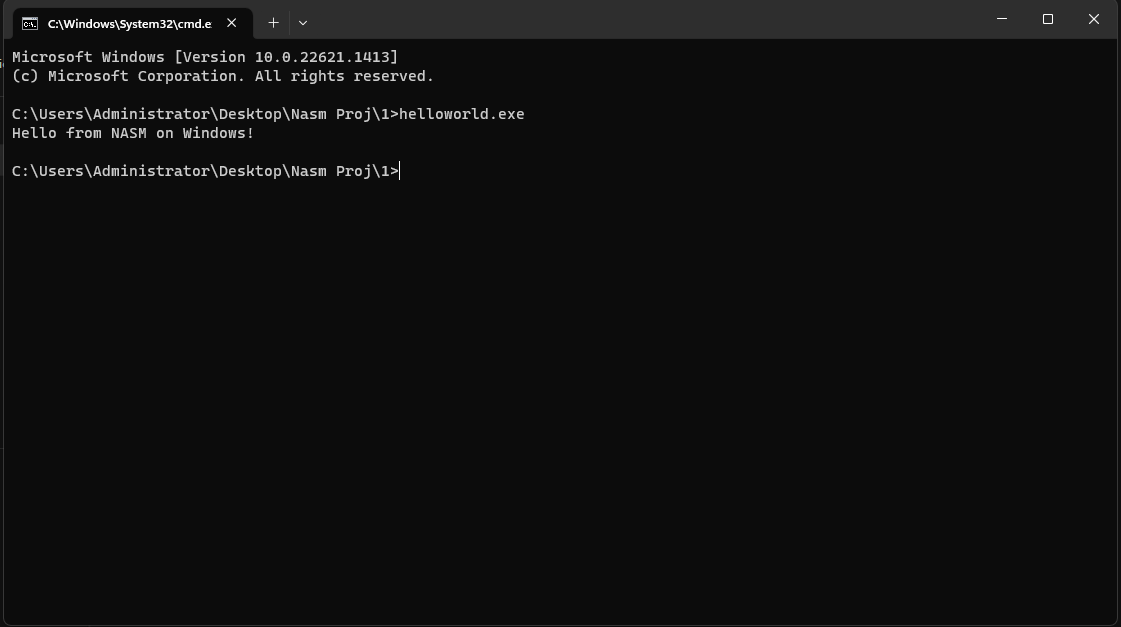 C:\Windows\System32\cmd.e
Microsoft Windows [Version 10.0.22621.1413]
(c) Microsoft Corporation. All rights reserved.
C:\Users\Administrator\Desktop\Nasm Proj\1>helloworld.exe
Hello from NASM on Windows!
C:\Users\Administrator\Desktop\Nasm Proj\1>